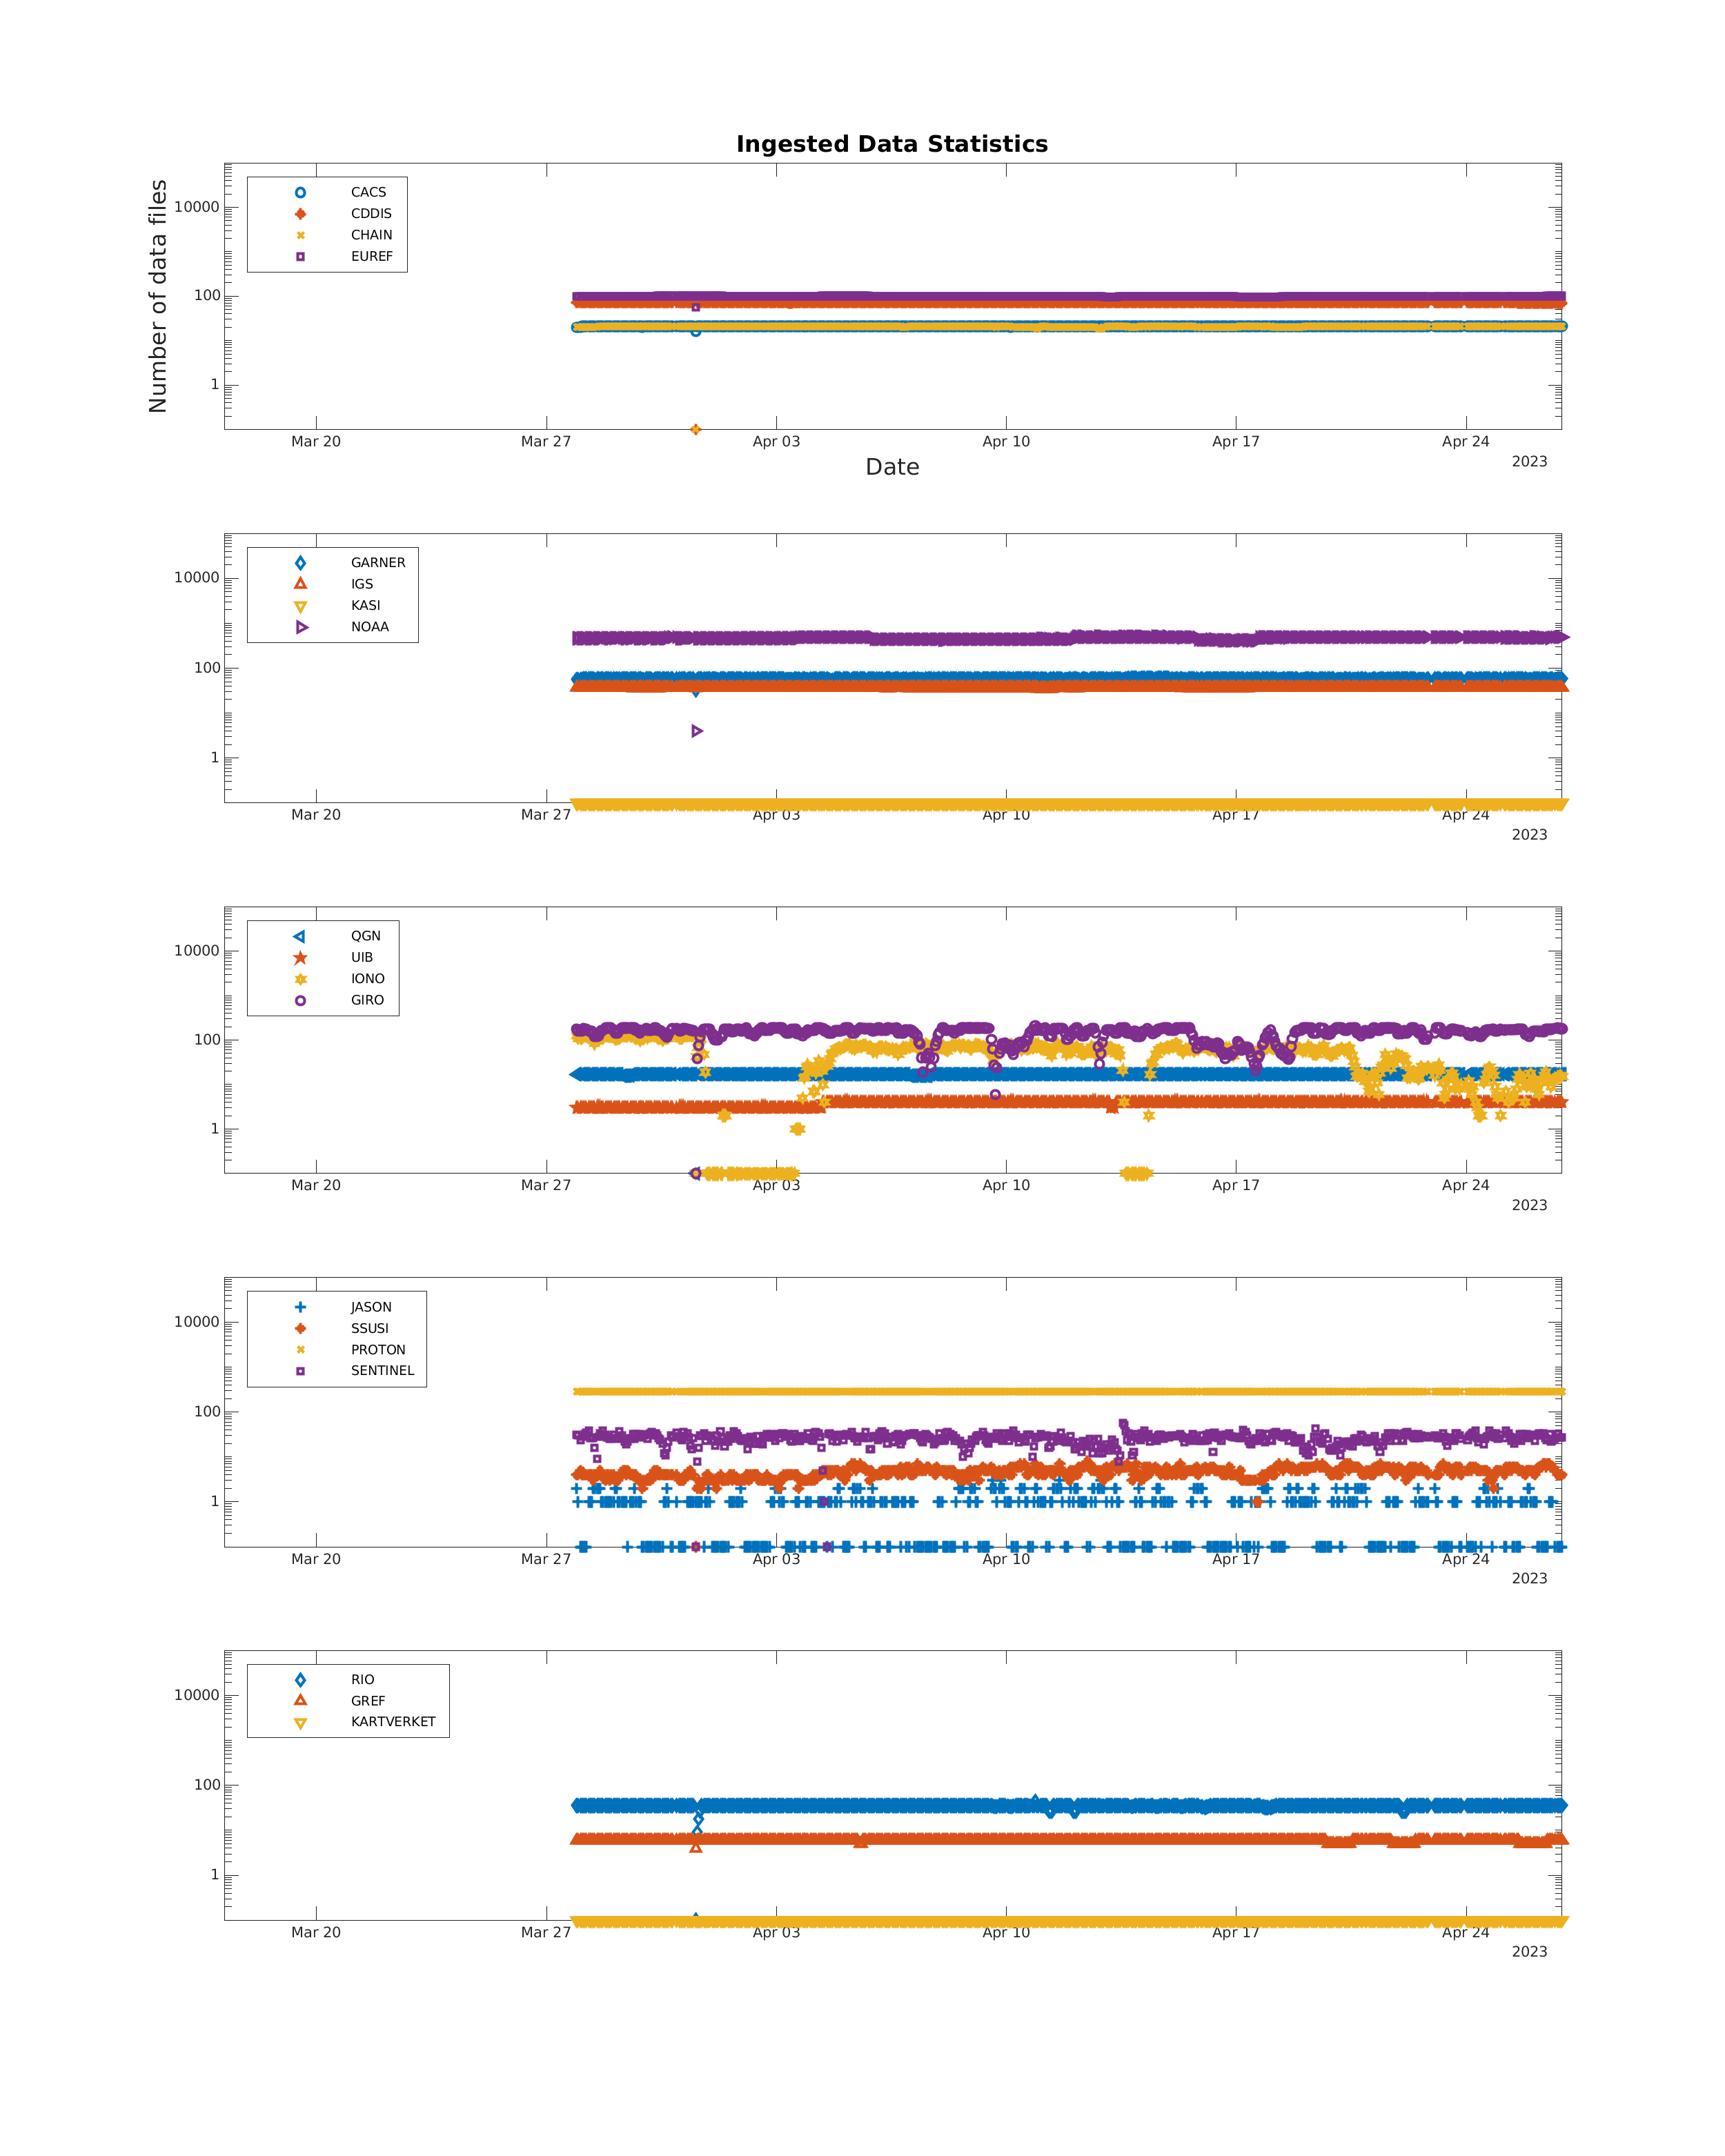 Ingested Data Statistics
Number of data files
CACS
CDDIS
CHAIN
EUREF
10000
100
1
Mar 20 Mar 27 Apr 03 Apr 10 Apr 17 Apr 24
2023
Date
GARNER
IGS
KASI
NOAA
10000
100
1
Mar 20 Mar 27 Apr 03 Apr 10 Apr 17 Apr 24
2023
QGN
UIB
IONO
GIRO
10000
100
1
Mar 20 Mar 27 Apr 03 Apr 10 Apr 17 Apr 24
2023
JASON
SSUSI
PROTON
SENTINEL
10000
100
1
Mar 20 Mar 27 Apr 03 Apr 10 Apr 17 Apr 24
2023
RIO
GREF
KARTVERKET
10000
100
1
Mar 20 Mar 27 Apr 03 Apr 10 Apr 17 Apr 24
2023